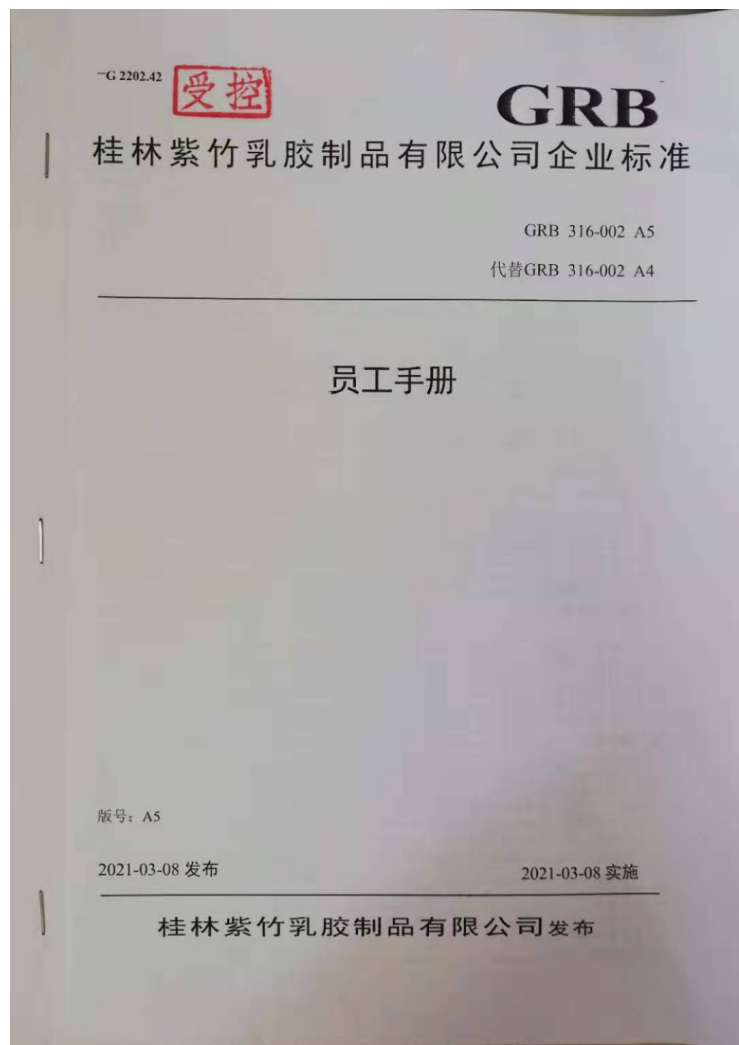 G 2202.42
受控
GRB
桂林紫竹乳胶制品有限公司企业标准
GRB 316-002 A5
代替GRB 316-002 A4
员工手册
版号：A5
2021-03-08 发布
2021-03-08 实施
桂林紫竹乳胶制品有限公司发布